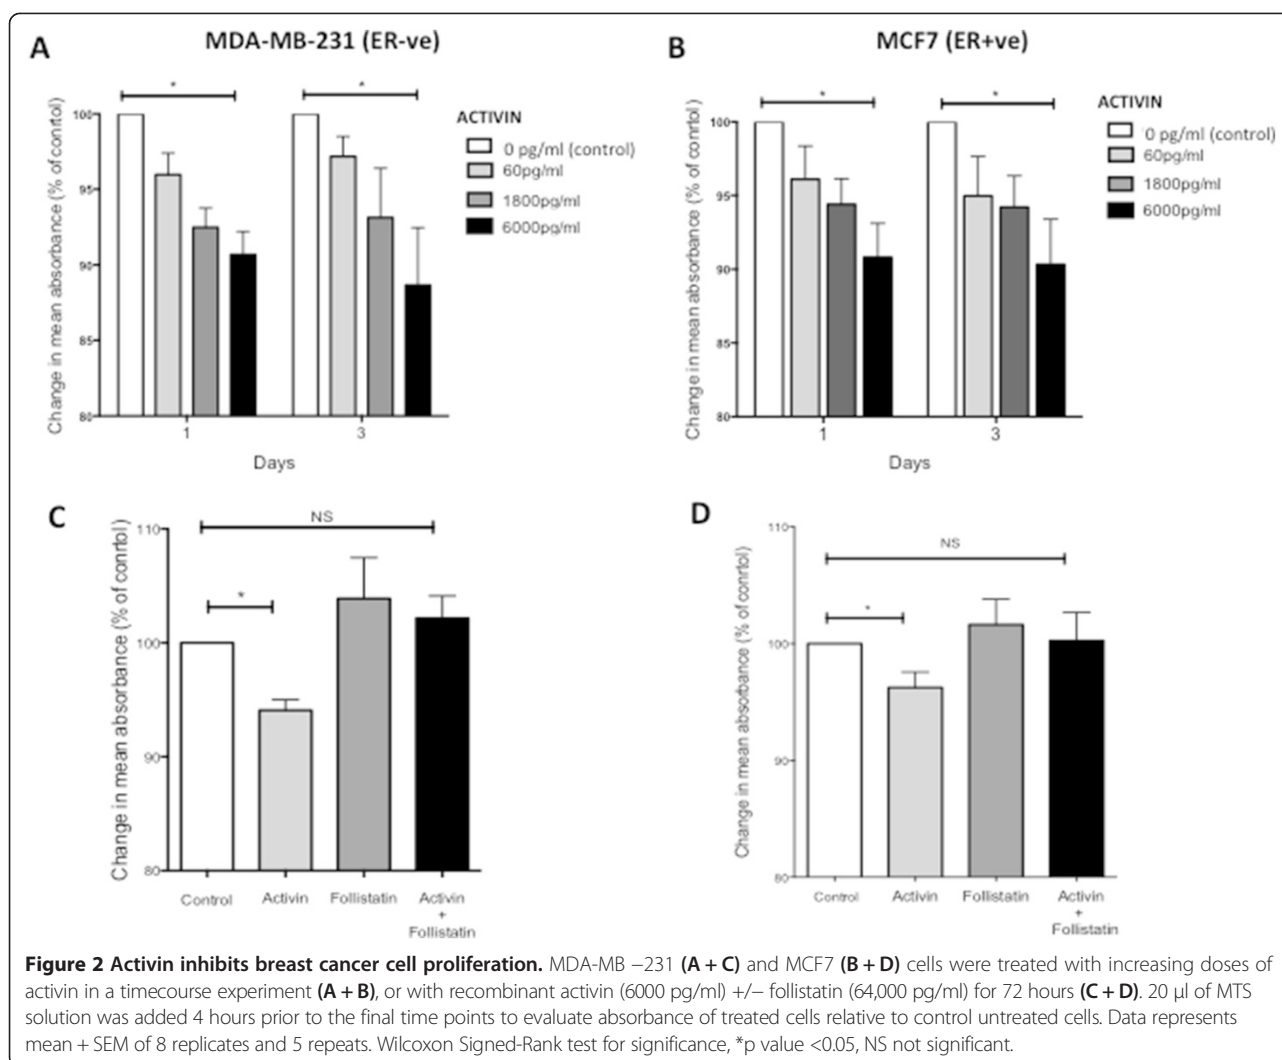 A
MDA-MB-231 (ER-ve)
*
*
Change in mean absorbance (% of conrtol)
100
95
90
85
80
1
3
Days
ACTIVIN
0 pg/ml (control)
60pg/ml
1800pg/ml
6000pg/ml
B
MCF7 (ER+ve)
*
*
Change in mean absorbance (% of conrtol)
100
95
90
85
80
1
3
Days
ACTIVIN
0 pg/ml (control)
60pg/ml
1800pg/ml
6000pg/ml
C
NS
*
Change in mean absorbance (% of conrtol)
110
100
90
80
Control
Activin
Follistatin
Activin
+
Follistatin
D
NS
*
Change in mean absorbance (% of conrtol)
110
100
90
80
Control
Activin
Follistatin
Activin
+
Follistatin
Figure 2 Activin inhibits breast cancer cell proliferation. MDA-MB −231 (A + C) and MCF7 (B + D) cells were treated with increasing doses of
activin in a timecourse experiment (A + B), or with recombinant activin (6000 pg/ml) +/− follistatin (64,000 pg/ml) for 72 hours (C + D). 20 μl of MTS
solution was added 4 hours prior to the final time points to evaluate absorbance of treated cells relative to control untreated cells. Data represents
mean + SEM of 8 replicates and 5 repeats. Wilcoxon Signed-Rank test for significance, *p value <0.05, NS not significant.